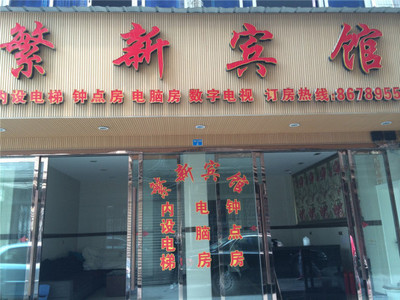 繁新宾馆
内设电梯 钟点房 电脑房 数字电视 订房热线:8678955
繁新宾馆
内设电梯
电脑房
钟点房